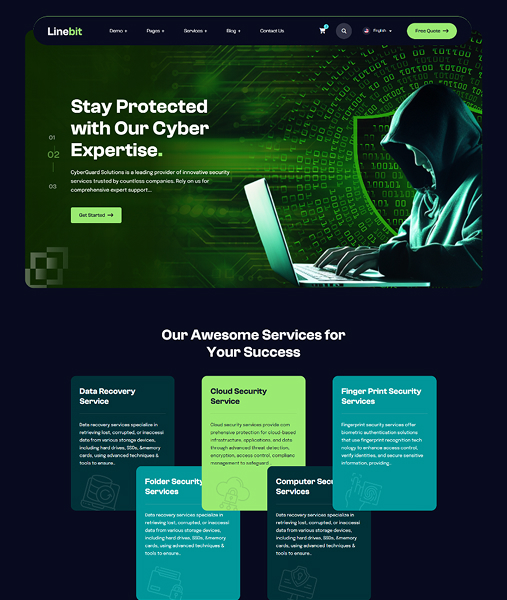 Linebit
Demo +
Pages +
Services +
Blog +
Contact Us
English
Free Quote
Stay Protected
with Our Cyber
Expertise.
01
02
03
CyberGuard Solutions is a leading provider of innovative security
services trusted by countless companies. Rely on us for
comprehensive expert support...
Get Started
Our Awesome Services for
Your Success
Data Recovery
Service
Data recovery services specialize in
retrieving lost, corrupted, or inaccessi
data from various storage devices,
including hard drives, SSDs, &memory
cards, using advanced techniques &
tools to ensure..
Cloud Security
Service
Cloud security services provide com
prehensive protection for cloud-based
infrastructure, applications, and data
through advanced threat detection,
encryption, access control, complianc
management to safeguard..
Finger Print Security
Services
Fingerprint security services offer
biometric authentication solutions
that use fingerprint recognition tech
nology to enhance access control,
verify identities, and secure sensitive
information, providing..
Folder Security
Services
Data recovery services specialize in
retrieving lost, corrupted, or inaccessi
data from various storage devices,
including hard drives, SSDs, &memory
cards, using advanced techniques &
tools to ensure..
Computer Secu
Services
Data recovery services specialize in
retrieving lost, corrupted, or inaccessi
data from various storage devices,
including hard drives, SSDs, &memory
cards, using advanced techniques &
tools to ensure..